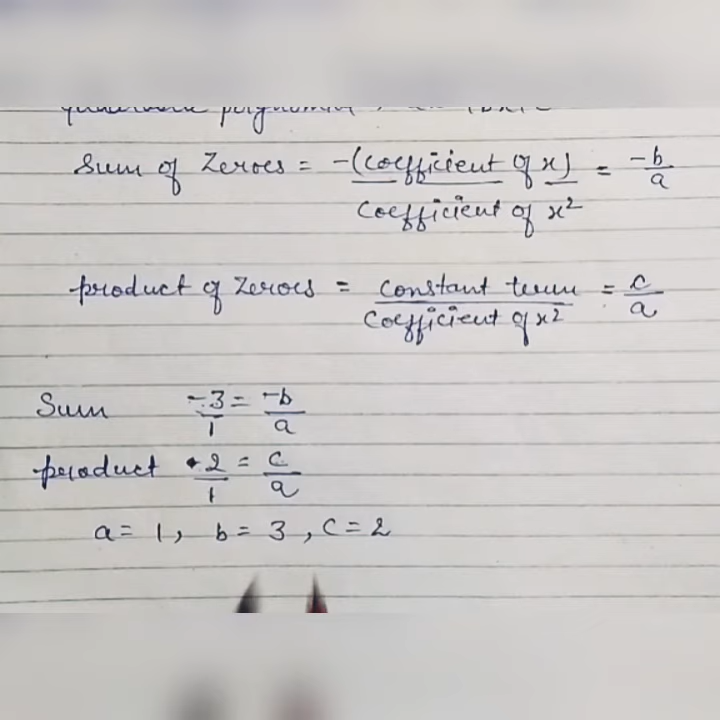 Sum of Zeroes = -(coefficient of x) / coefficient of x² = -b/a
product of Zeroes = constant term / coefficient of x² = c/a
Sum -3/1 = -b/a
product 2/1 = c/a
a = 1, b = 3, c = 2